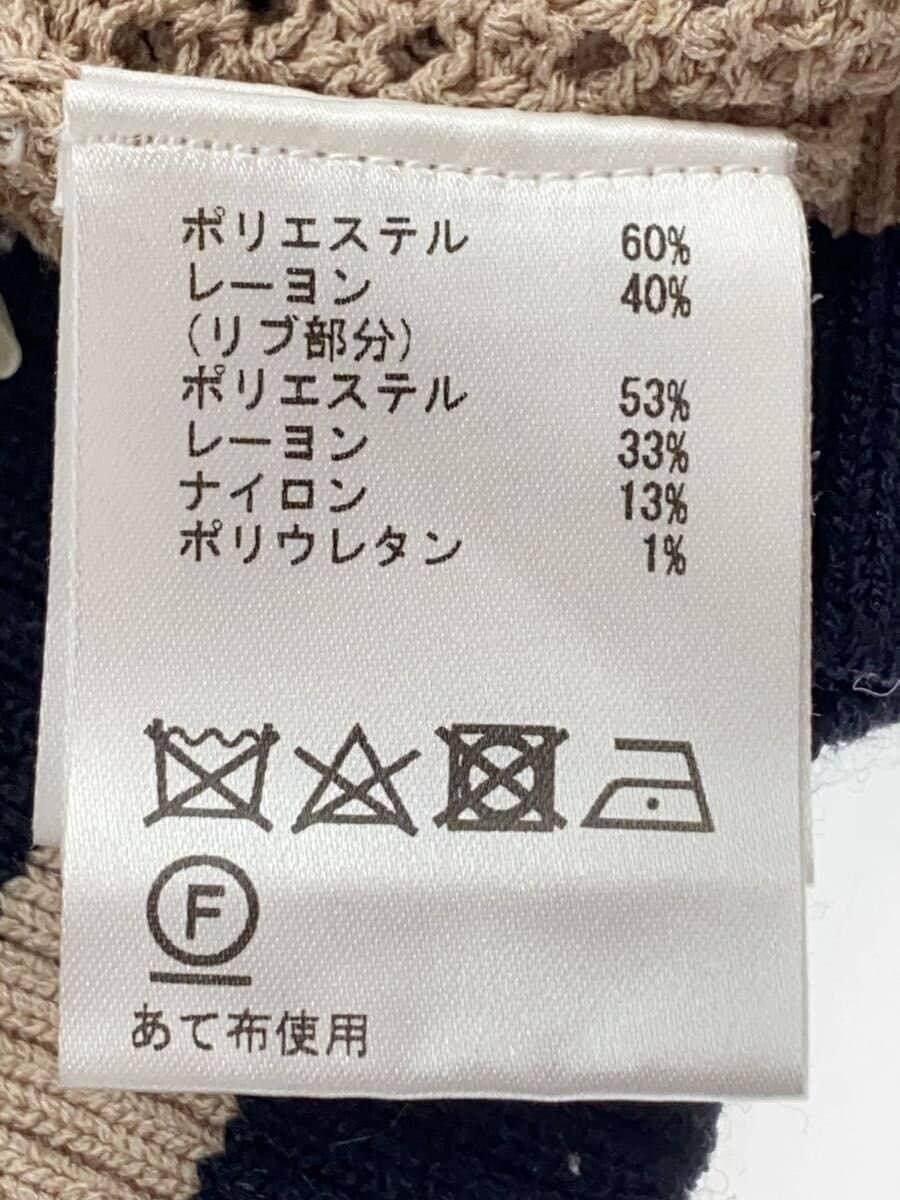 ポリエステル 60%
レーヨン 40%
(リブ部分)
ポリエステル 53%
レーヨン 33%
ナイロン 13%
ポリウレタン 1%
F
あて布使用